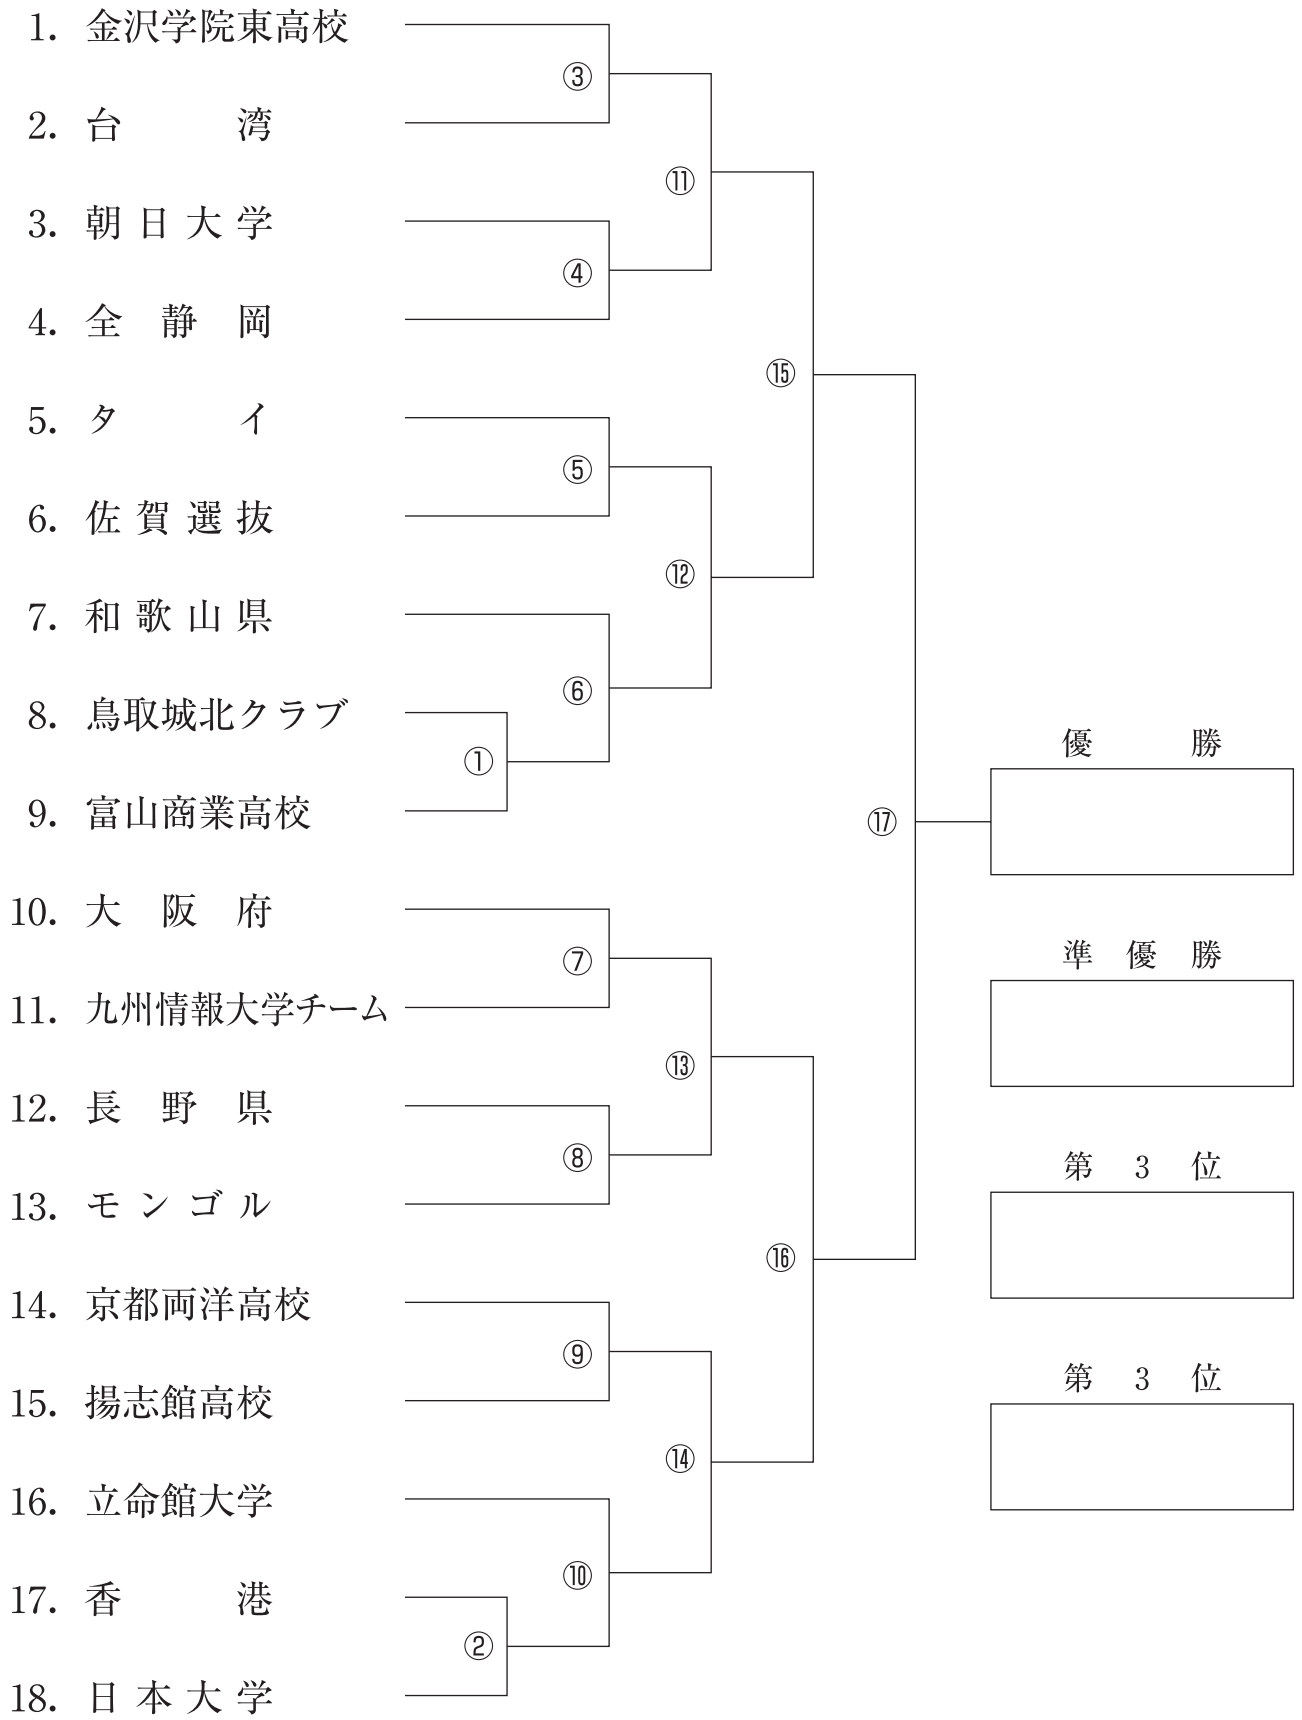 1. 金沢学院東高校
③
2. 台湾
⑪
3. 朝日大学
④
4. 全静岡
⑮
5. タイ
⑤
6. 佐賀選抜
⑫
7. 和歌山県
⑥
8. 鳥取城北クラブ
①
9. 富山商業高校
⑰
優勝
10. 大阪府
⑦
準優勝
11. 九州情報大学チーム
⑬
12. 長野県
⑧
第3位
13. モンゴル
⑯
14. 京都両洋高校
⑨
第3位
15. 揚志館高校
⑭
16. 立命館大学
⑩
17. 香港
②
18. 日本大学